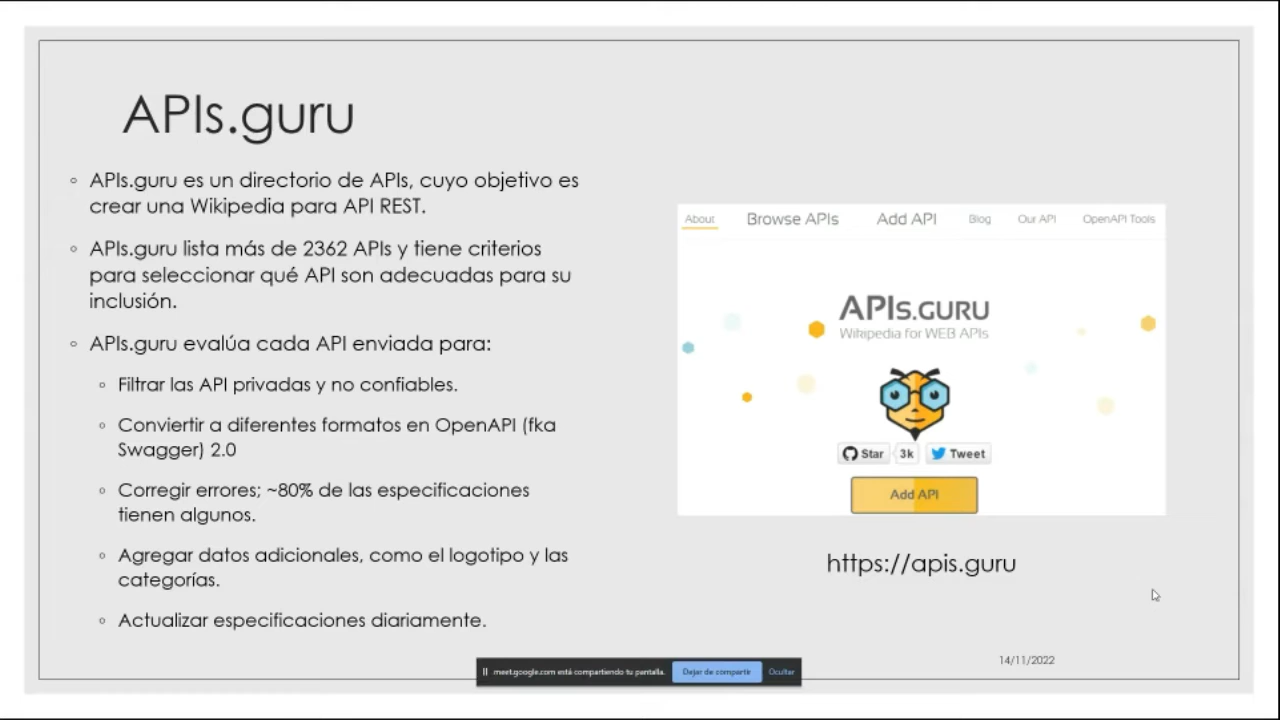 APIs.guru
APIs.guru es un directorio de APIs, cuyo objetivo es
crear una Wikipedia para API REST.
APIs.guru lista más de 2362 APIs y tiene criterios
para seleccionar qué API son adecuadas para su
inclusión.
APIs.guru evalúa cada API enviada para:
Filtrar las API privadas y no confiables.
Conviertir a diferentes formatos en OpenAPI (fka
Swagger) 2.0
Corregir errores; ~80% de las especificaciones
tienen algunos.
Agregar datos adicionales, como el logotipo y las
categorías.
Actualizar especificaciones diariamente.
About Browse APIs Add API Blog Our API OpenAPI Tools
APIs.GURU
Wikipedia for WEB APIs
Star 3k Tweet
Add API
https://apis.guru
14/11/2022
meet.google.com está compartiendo tu pantalla. Dejar de compartir Ocultar